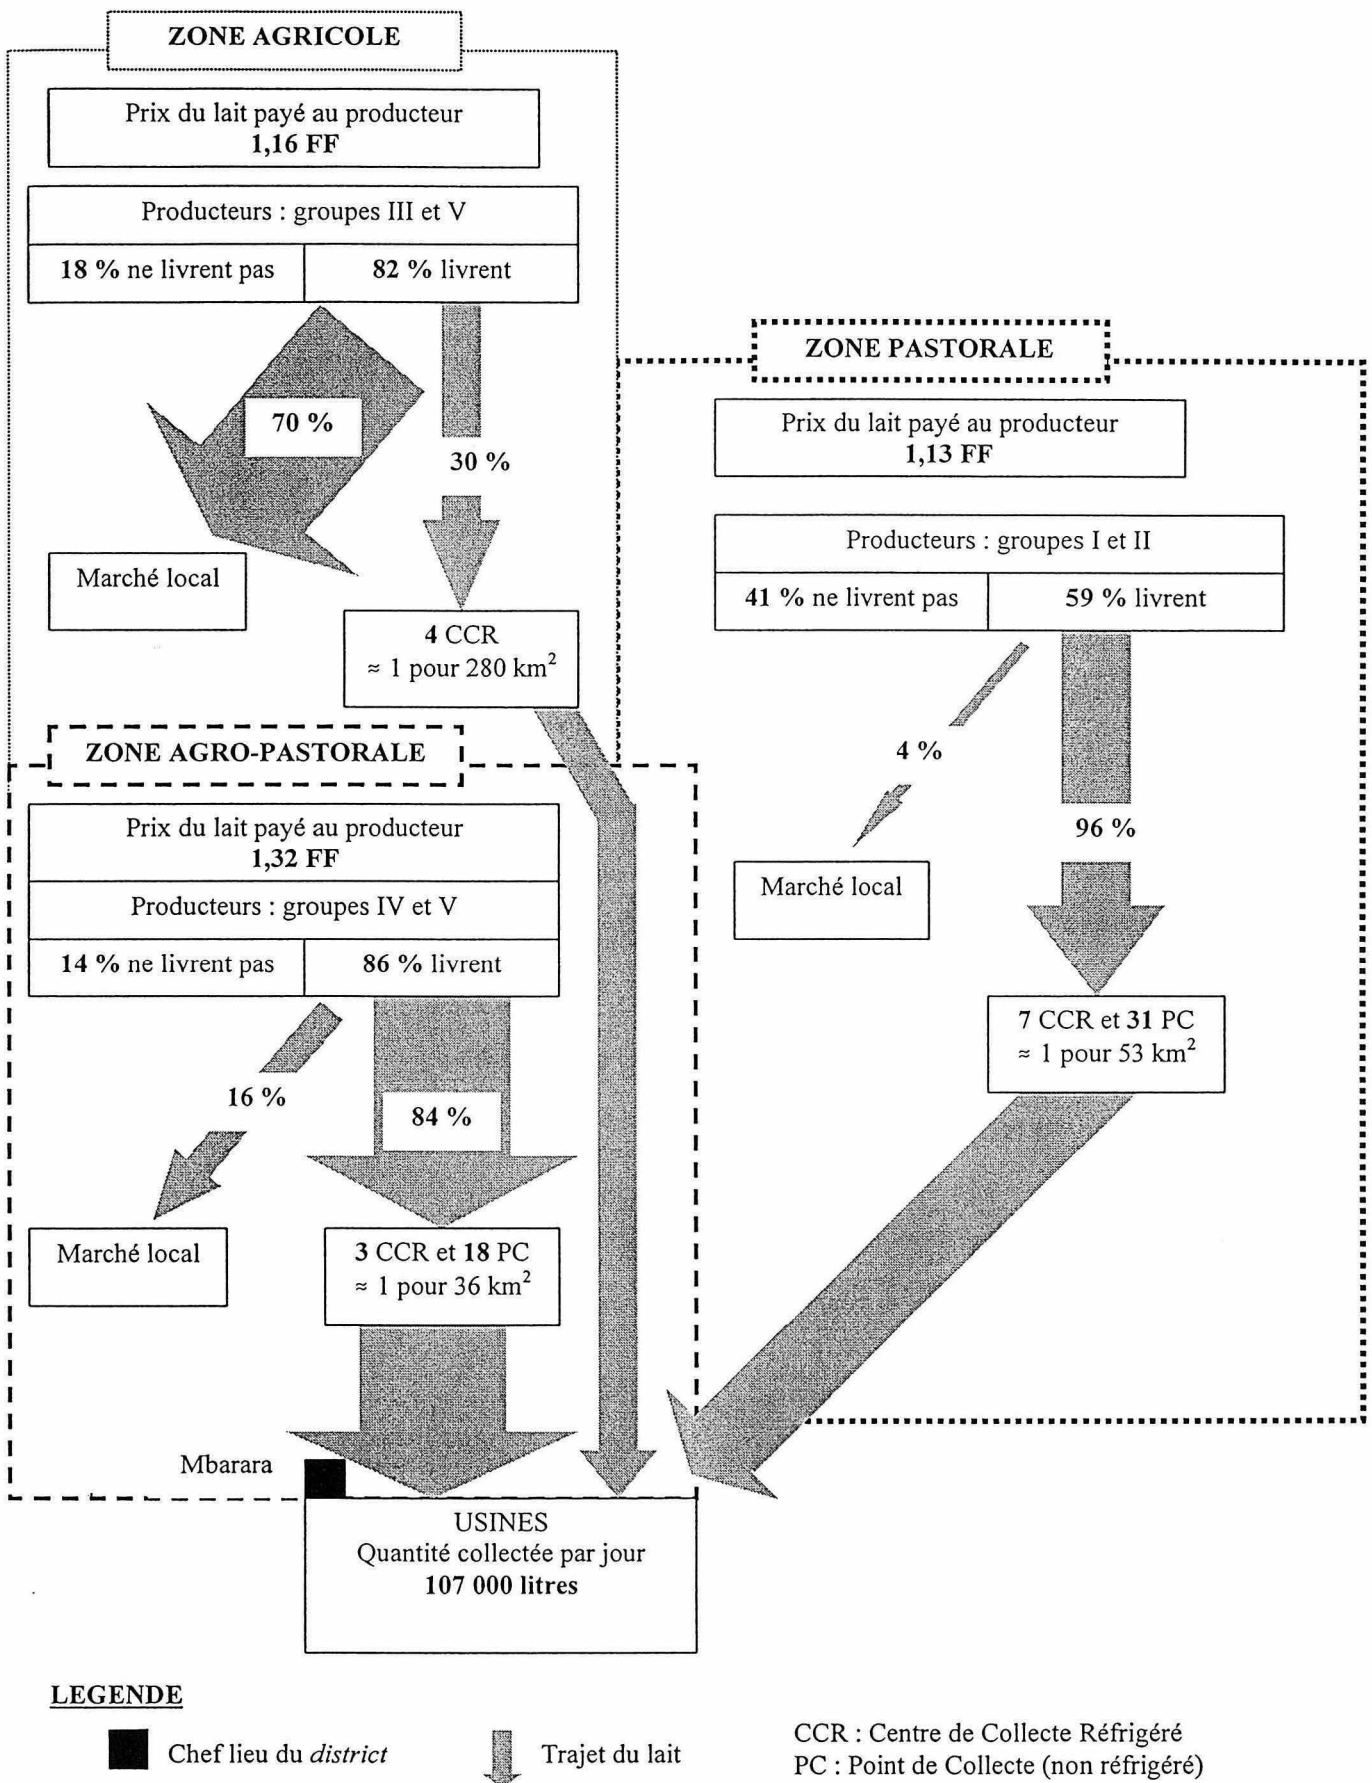 ZONE AGRICOLE
Prix du lait payé au producteur
1,16 FF
Producteurs : groupes III et V
18 % ne livrent pas
82 % livrent
70 %
30 %
Marché local
4 CCR
≈ 1 pour 280 km²
ZONE PASTORALE
Prix du lait payé au producteur
1,13 FF
Producteurs : groupes I et II
41 % ne livrent pas
59 % livrent
4 %
96 %
Marché local
7 CCR et 31 PC
≈ 1 pour 53 km²
ZONE AGRO-PASTORALE
Prix du lait payé au producteur
1,32 FF
Producteurs : groupes IV et V
14 % ne livrent pas
86 % livrent
16 %
84 %
Marché local
3 CCR et 18 PC
≈ 1 pour 36 km²
Mbarara
USINES
Quantité collectée par jour
107 000 litres
LEGENDE
Chef lieu du district
Trajet du lait
CCR : Centre de Collecte Réfrigéré
PC : Point de Collecte (non réfrigéré)